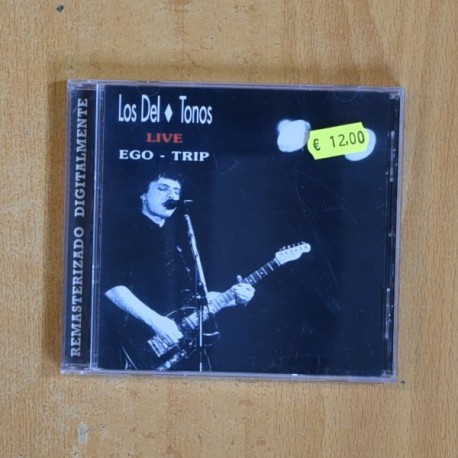 Los Del ♦ Tonos
LIVE
EGO - TRIP
€ 12,00
REMASTERIZADO DIGITALMENTE